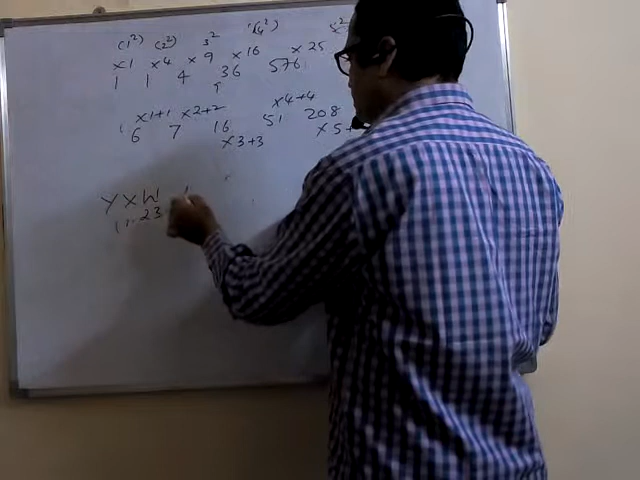 (1²) (2²) 3² (4²) 5²
×1 ×4 ×9 ×16 ×25
1 1 4 36 576
×1+1 ×2+2 ×4+4
6 7 16 51 208
×3+3 ×5+
Y X W